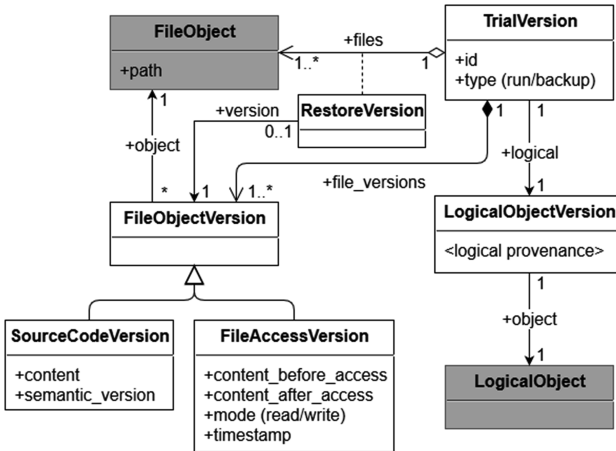 FileObject
+path
+files
1..*
1
TrialVersion
+id
+type (run/backup)
RestoreVersion
+version
0..1
1
+object
*
1
1..*
+file_versions
1
1
+logical
1
FileObjectVersion
LogicalObjectVersion
<logical provenance>
1
+object
1
LogicalObject
SourceCodeVersion
+content
+semantic_version
FileAccessVersion
+content_before_access
+content_after_access
+mode (read/write)
+timestamp